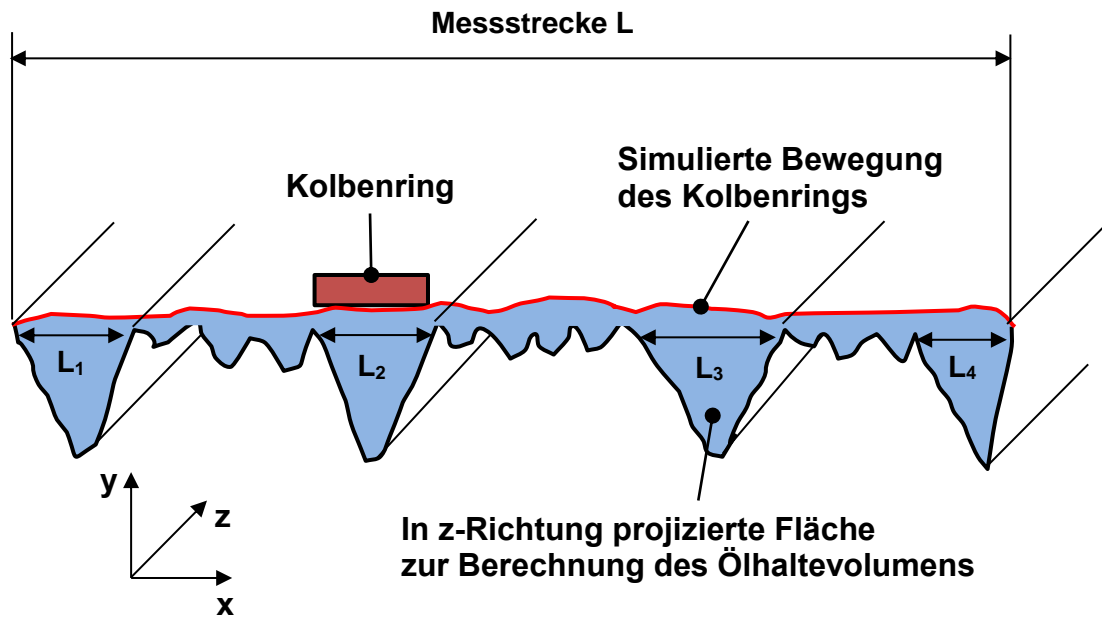 Messstrecke L
Simulierte Bewegung
des Kolbenrings
Kolbenring
L₁
L₂
L₃
L₄
y
z
x
In z-Richtung projizierte Fläche
zur Berechnung des Ölhaltevolumens